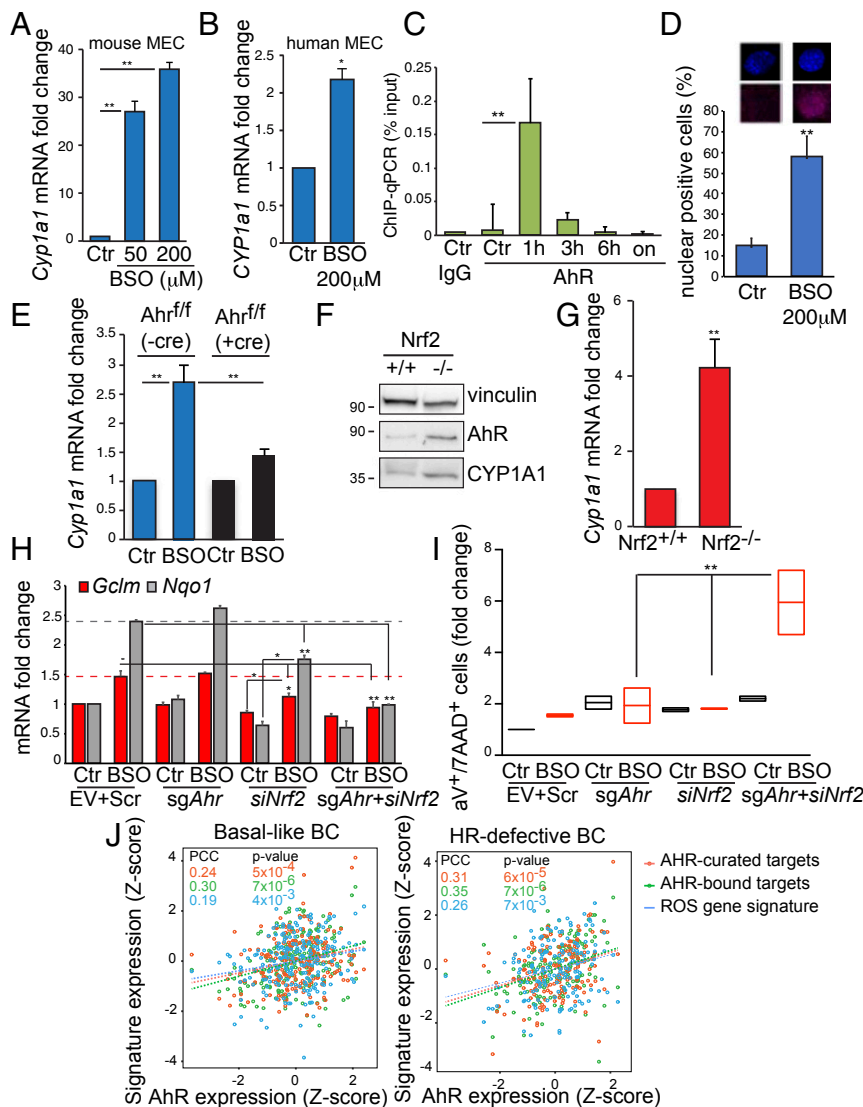 A
mouse MEC
Cyp1a1 mRNA fold change
40
30
20
10
0
**
**
Ctr 50 200
BSO (μM)
B
human MEC
CYP1A1 mRNA fold change
2.5
2
1.5
1
0.5
0
*
Ctr BSO
200μM
C
ChIP-qPCR (% input)
0.25
0.2
0.15
0.1
0.05
0
**
Ctr Ctr 1h 3h 6h on
IgG AhR
D
nuclear positive cells (%)
80
70
60
50
40
30
20
10
0
**
Ctr BSO
200μM
E
Ahrf/f Ahrf/f
(-cre) (+cre)
Cyp1a1 mRNA fold change
3.5
3
2.5
2
1.5
1
0.5
0
** **
Ctr BSO Ctr BSO
F
Nrf2
+/+ -/-
vinculin
90 -
90 - AhR
35 - CYP1A1
G
Cyp1a1 mRNA fold change
6
4
2
0
**
Nrf2+/+ Nrf2-/-
H
Gclm Nqo1
mRNA fold change
3
2.5
2
1.5
1
0.5
0
- * * * ** ** **
Ctr BSO Ctr BSO Ctr BSO Ctr BSO
EV+Scr sgAhr siNrf2 sgAhr+siNrf2
I
aV+/7AAD+ cells (fold change)
8
6
4
2
0
**
Ctr BSO Ctr BSO Ctr BSO Ctr BSO
EV+Scr sgAhr siNrf2 sgAhr+siNrf2
J
Basal-like BC
Signature expression (Z-score)
4
2
0
-2
-4
PCC p-value
0.24 5x10-4
0.30 7x10-6
0.19 4x10-3
-2 0 2
AhR expression (Z-score)
HR-defective BC
Signature expression (Z-score)
4
2
0
-2
-4
PCC p-value
0.31 6x10-5
0.35 7x10-6
0.26 7x10-3
-2 0 2
AhR expression (Z-score)
AHR-curated targets
AHR-bound targets
ROS gene signature